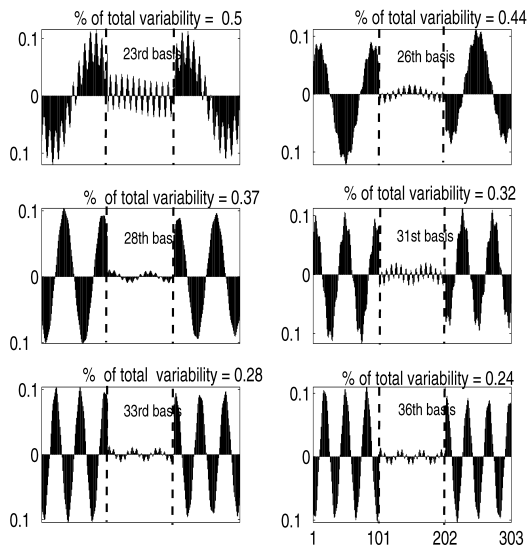 % of total variability = 0.5
0.1
23rd basis
0
0.1
% of total variability = 0.44
0.1
26th basis
0
0.1
% of total variability = 0.37
0.1
28th basis
0
0.1
% of total variability = 0.32
0.1
31st basis
0
0.1
% of total variability = 0.28
0.1
33rd basis
0
0.1
% of total variability = 0.24
0.1
36th basis
0
0.1
1 101 202 303